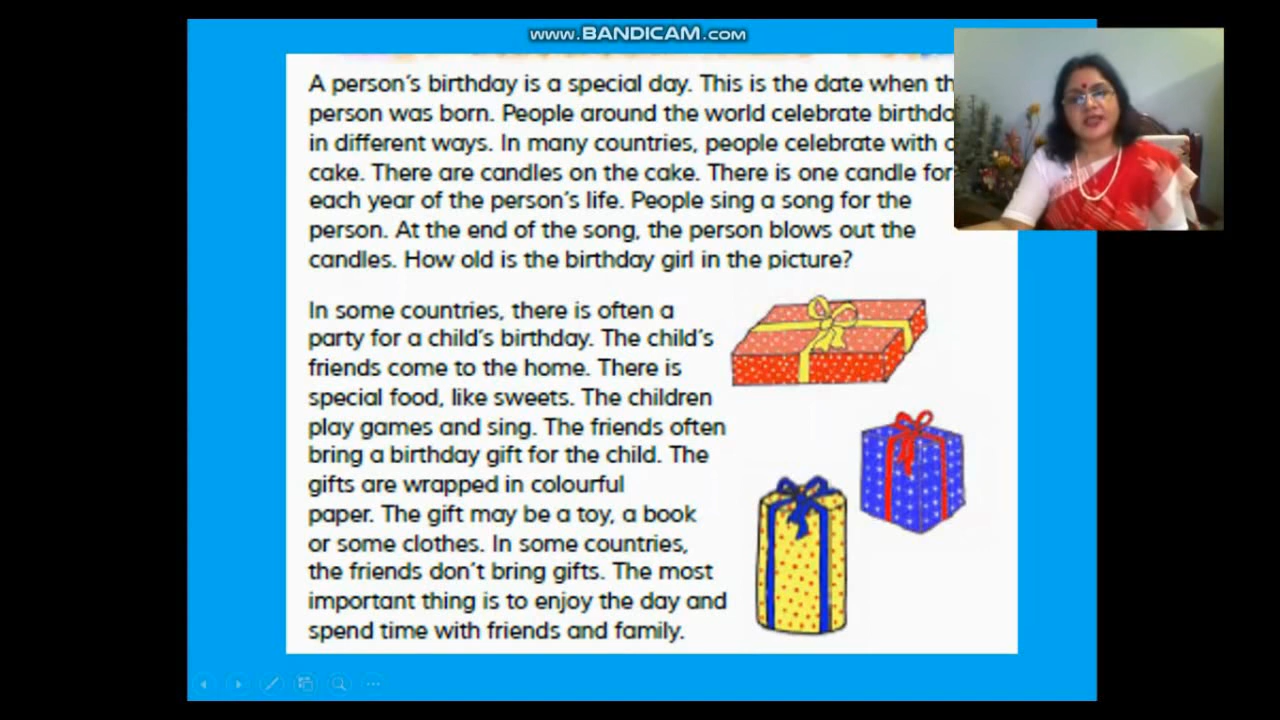 www.BANDICAM.com
A person's birthday is a special day. This is the date when
person was born. People around the world celebrate
in different ways. In many countries, people celebrate with
cake. There are candles on the cake. There is one candle for
each year of the person's life. People sing a song for the
person. At the end of the song, the person blows out the
candles. How old is the birthday girl in the picture?
In some countries, there is often a
party for a child's birthday. The child's
friends come to the home. There is
special food, like sweets. The children
play games and sing. The friends often
bring a birthday gift for the child. The
gifts are wrapped in colourful
paper. The gift may be a toy, a book
or some clothes. In some countries,
the friends don't bring gifts. The most
important thing is to enjoy the day and
spend time with friends and family.